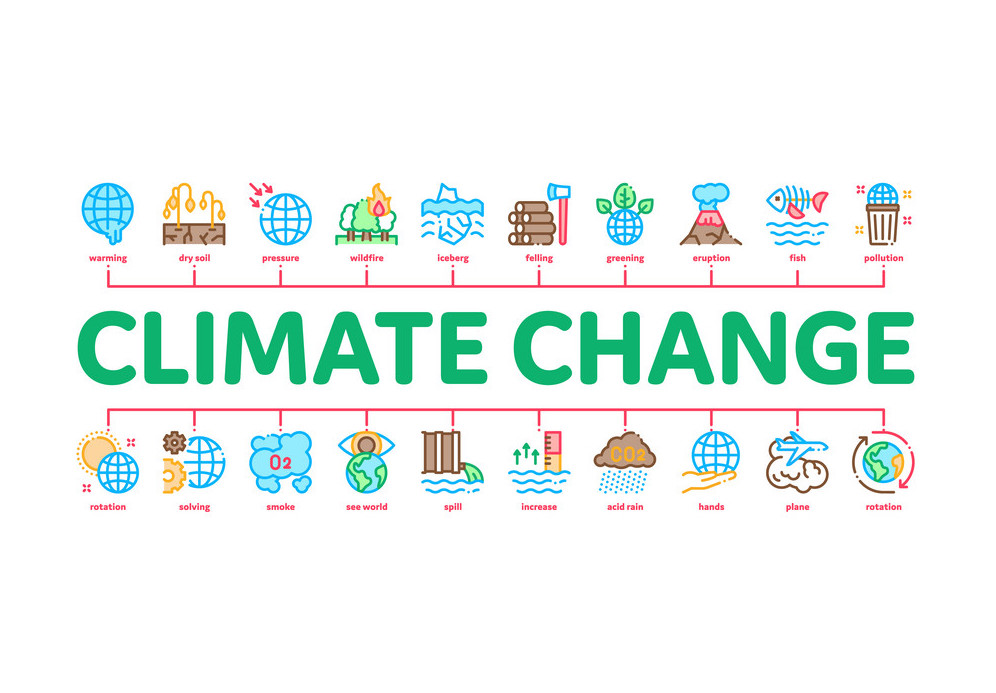 warming dry soil pressure wildfire iceberg felling greening eruption fish pollution
CLIMATE CHANGE
O2 CO2
rotation solving smoke see world spill increase acid rain hands plane rotation